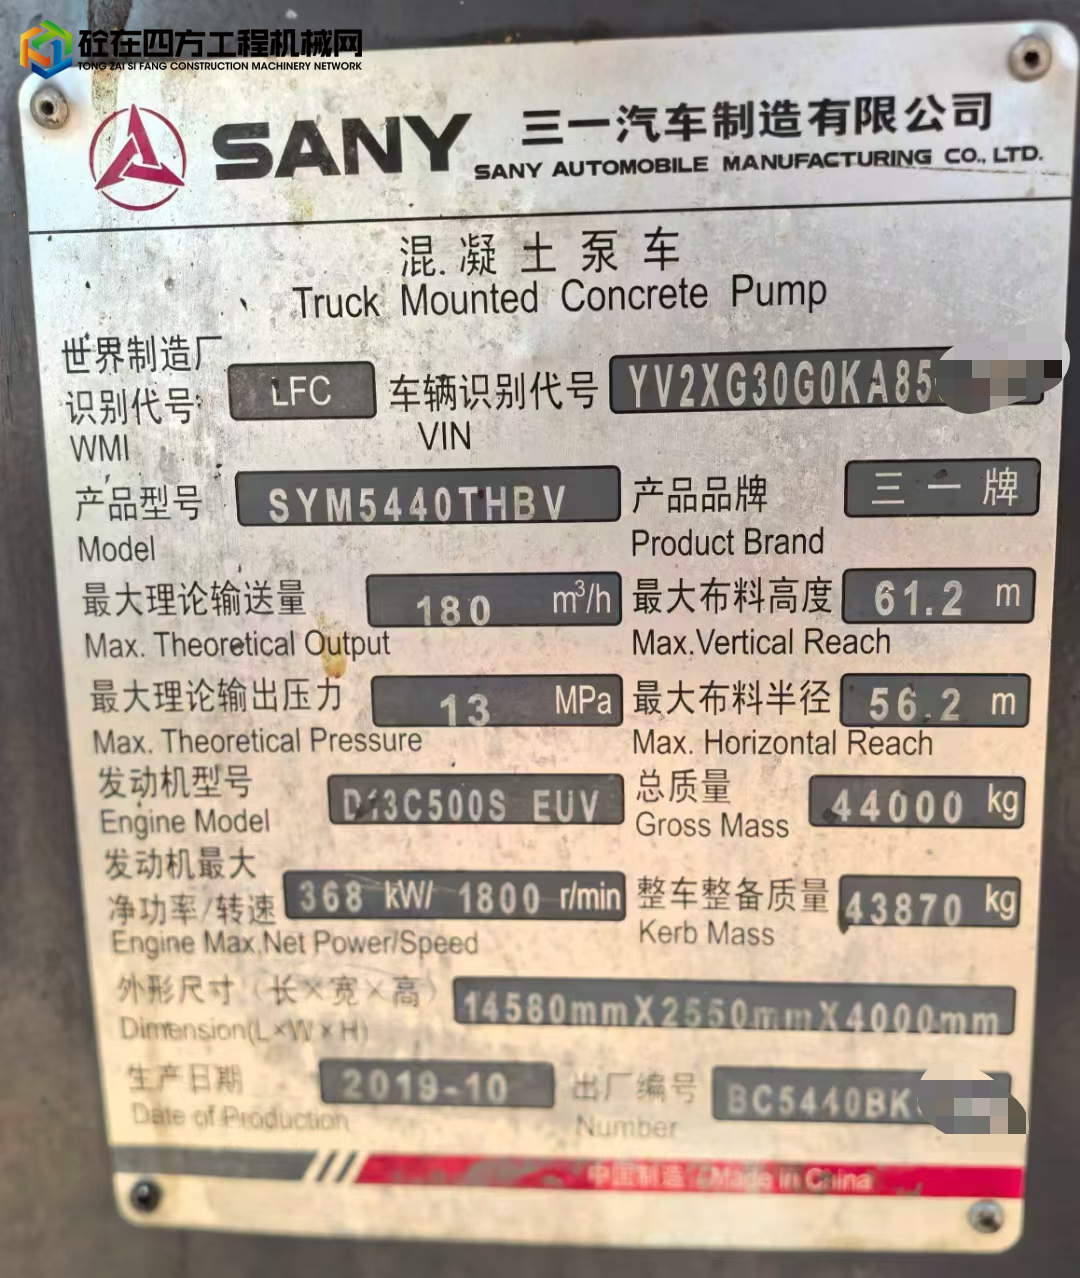 砼在四方工程机械网
TONG ZAI SI FANG CONSTRUCTION MACHINERY NETWORK
SANY 三一汽车制造有限公司
SANY AUTOMOBILE MANUFACTURING CO., LTD.
混凝土泵车
Truck Mounted Concrete Pump
世界制造厂
识别代号 LFC 车辆识别代号 YV2XG30G0KA85
WMI VIN
产品型号 SYM5440THBV 产品品牌 三一牌
Model Product Brand
最大理论输送量 180 m³/h 最大布料高度 61.2 m
Max. Theoretical Output Max.Vertical Reach
最大理论输出压力 13 MPa 最大布料半径 56.2 m
Max. Theoretical Pressure Max. Horizontal Reach
发动机型号 D13C500S EUV 总质量 44000 kg
Engine Model Gross Mass
发动机最大
净功率/转速 368 kW/ 1800 r/min 整车整备质量 43870 kg
Engine Max.Net Power/Speed Kerb Mass
外形尺寸(长×宽×高) 14580mmX2550mmX4000mm
Dimension(L×W×H)
生产日期 2019-10 出厂编号 BC5440BK
Date of Production Number
中国制造 Made in China